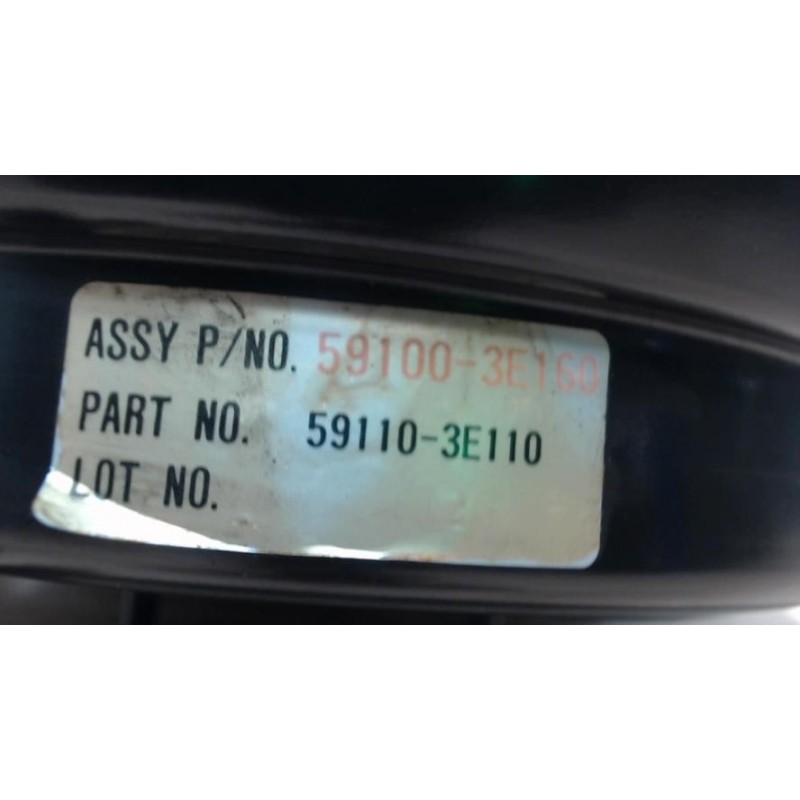 ASSY P/NO. 59100-3E160
PART NO. 59110-3E110
LOT NO.